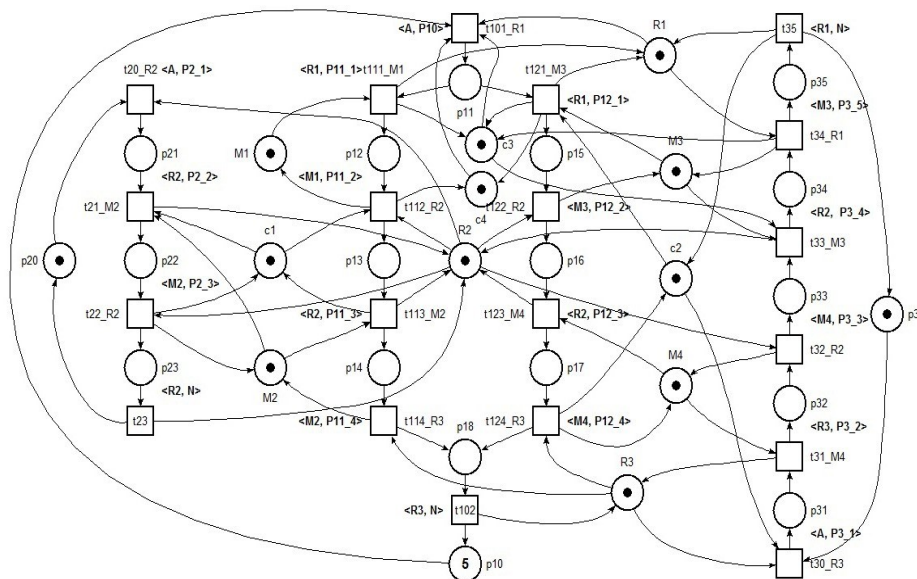 <A, P10> t101_R1 R1 t35 <R1, N>
t20_R2 <A, P2_1> <R1, P11_1> t111_M1 t121_M3
p11 <R1, P12_1> p35
<M3, P3_5>
p21 M1 p12 c3 p15 M3 t34_R1
<R2, P2_2> <M1, P11_2> p34
t21_M2 t112_R2 c4 t122_R2 <M3, P12_2> <R2, P3_4>
c1 R2 c2 t33_M3
p20 p22 p13 p16
<M2, P2_3> p33
t22_R2 <R2, P11_3> t113_M2 t123_M4 <R2, P12_3> <M4, P3_3> p3
M4 t32_R2
p23 M2 p14 p17
<R2, N> p32
t23 <M2, P11_4> t114_R3 p18 t124_R3 <M4, P12_4> <R3, P3_2>
R3 t31_M4
<R3, N> t102 p31
<A, P3_1>
5 p10 t30_R3